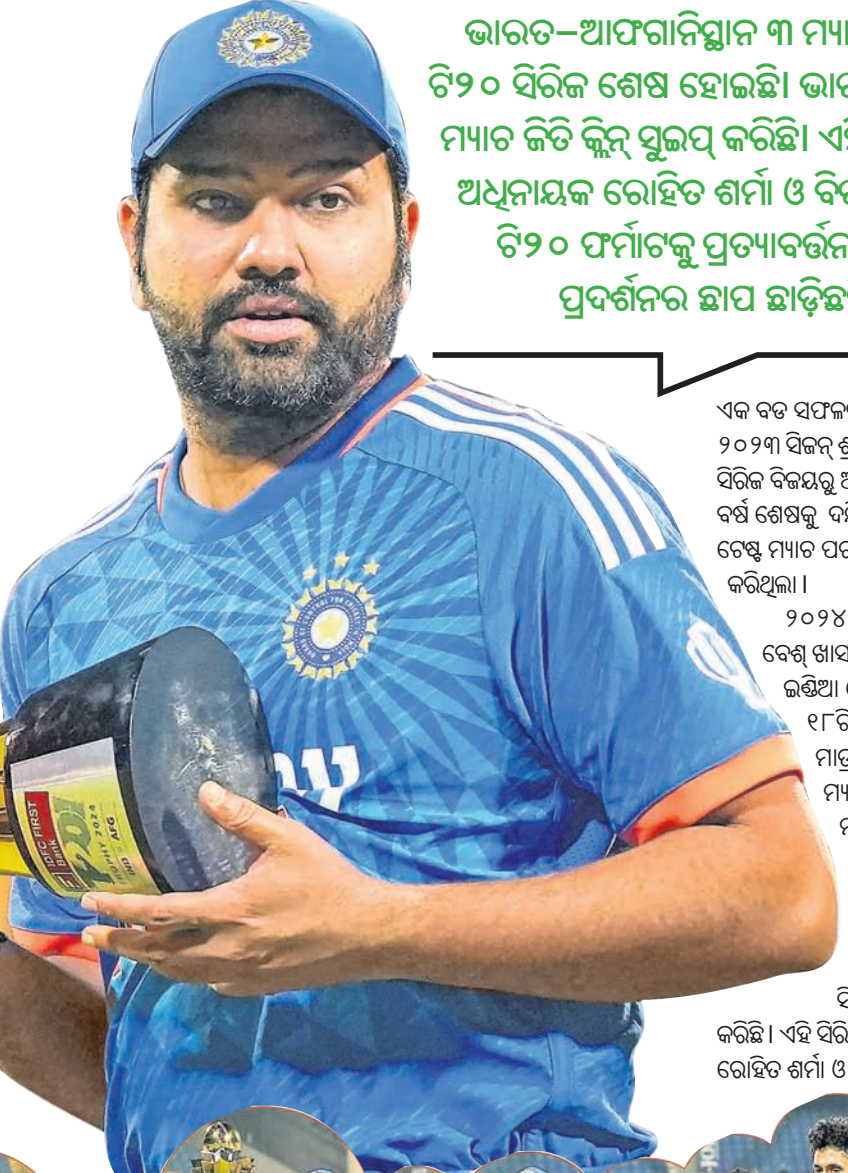 ଭାରତ–ଆଫଗାନିସ୍ଥାନ ୩ ମ୍ୟା
ଟି୨୦ ସିରିଜ ଶେଷ ହୋଇଛି। ଭାର
ମ୍ୟାଚ ଜିତି କ୍ଲିନ୍ ସୁଇପ୍ କରିଛି।
ଅଧିନାୟକ ରୋହିତ ଶର୍ମା ଓ
ଟି୨୦ ଫର୍ମାଟକୁ ପ୍ରତ୍ୟାବର୍ତ୍ତନ
ପ୍ରଦର୍ଶନର ଛାପ
ଏକ ବଡ ସଫଳ
୨୦୨୩ ସିଜନ୍
ସିରିଜ ବିଜୟରୁ
ବର୍ଷ ଶେଷକୁ
ଟେଷ୍ଟ ମ୍ୟାଚ
କରିଥିଲା ।
୨୦୨୪
ବେଶ୍ ଖାସ
ଇଣ୍ଡିଆ
୧୮ଟି
ମାତ୍ର
ମ୍ୟା
ସି
କରିଛି । ଏହି ସିରି
ରୋହିତ ଶର୍ମା ଓ
IDFC FIRST
Bank
T20I
TROPHY 2024
IND v AFG